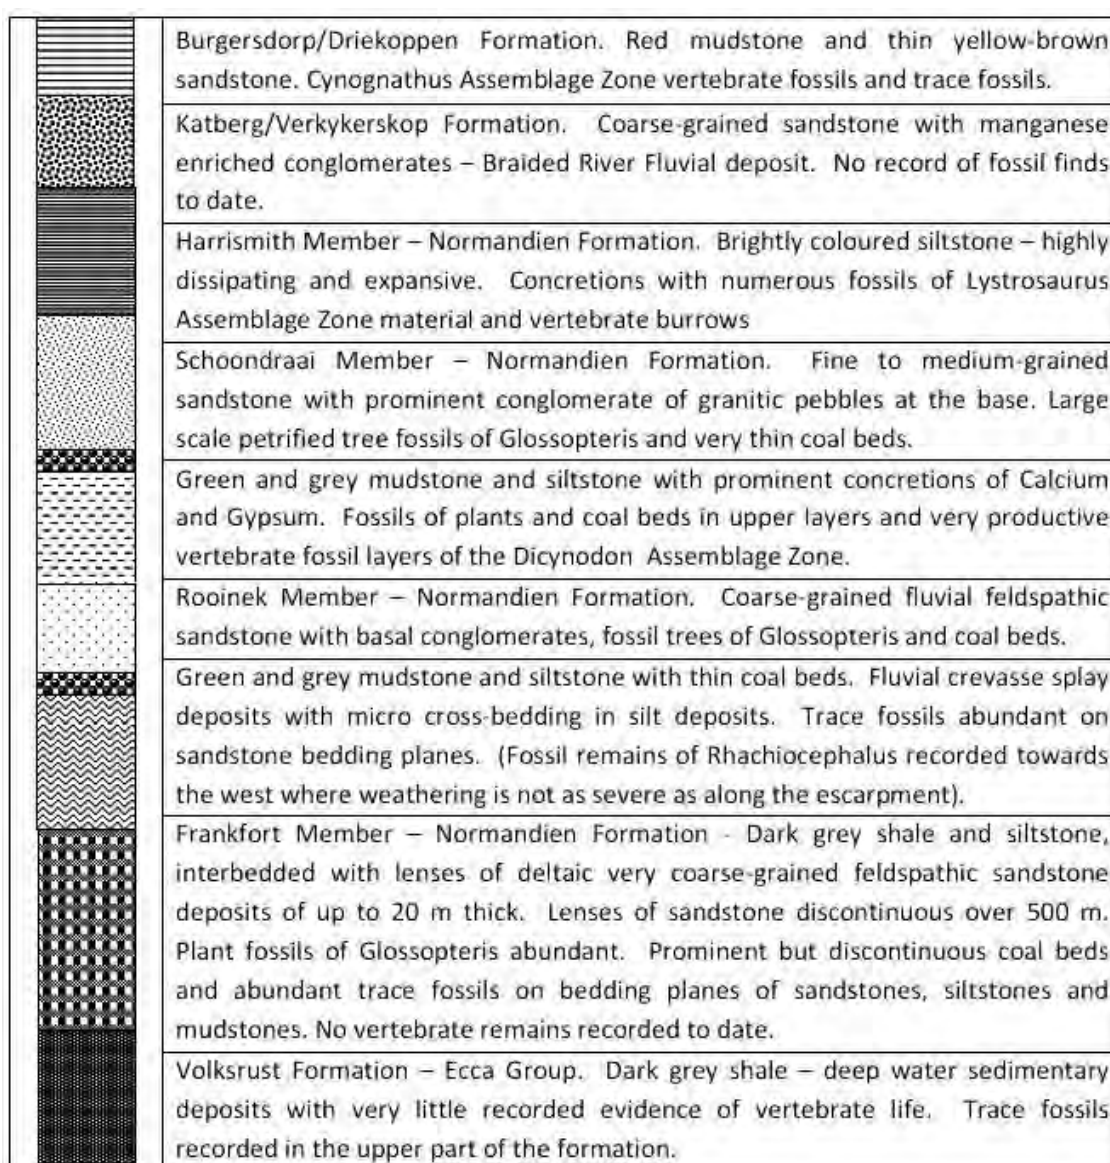 Burgersdorp/Driekoppen Formation. Red mudstone and thin yellow-brown
sandstone. Cynognathus Assemblage Zone vertebrate fossils and trace fossils.
Katberg/Verkykerskop Formation. Coarse-grained sandstone with manganese
enriched conglomerates – Braided River Fluvial deposit. No record of fossil finds
to date.
Harrismith Member – Normandien Formation. Brightly coloured siltstone – highly
dissipating and expansive. Concretions with numerous fossils of Lystrosaurus
Assemblage Zone material and vertebrate burrows
Schoondraai Member – Normandien Formation. Fine to medium-grained
sandstone with prominent conglomerate of granitic pebbles at the base. Large
scale petrified tree fossils of Glossopteris and very thin coal beds.
Green and grey mudstone and siltstone with prominent concretions of Calcium
and Gypsum. Fossils of plants and coal beds in upper layers and very productive
vertebrate fossil layers of the Dicynodon Assemblage Zone.
Rooinek Member – Normandien Formation. Coarse-grained fluvial feldspathic
sandstone with basal conglomerates, fossil trees of Glossopteris and coal beds.
Green and grey mudstone and siltstone with thin coal beds. Fluvial crevasse splay
deposits with micro cross-bedding in silt deposits. Trace fossils abundant on
sandstone bedding planes. (Fossil remains of Rhachiocephalus recorded towards
the west where weathering is not as severe as along the escarpment).
Frankfort Member – Normandien Formation - Dark grey shale and siltstone,
interbedded with lenses of deltaic very coarse-grained feldspathic sandstone
deposits of up to 20 m thick. Lenses of sandstone discontinuous over 500 m.
Plant fossils of Glossopteris abundant. Prominent but discontinuous coal beds
and abundant trace fossils on bedding planes of sandstones, siltstones and
mudstones. No vertebrate remains recorded to date.
Volksrust Formation – Ecca Group. Dark grey shale – deep water sedimentary
deposits with very little recorded evidence of vertebrate life. Trace fossils
recorded in the upper part of the formation.